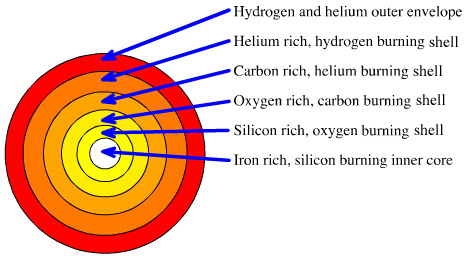 Hydrogen and helium outer envelope
Helium rich, hydrogen burning shell
Carbon rich, helium burning shell
Oxygen rich, carbon burning shell
Silicon rich, oxygen burning shell
Iron rich, silicon burning inner core